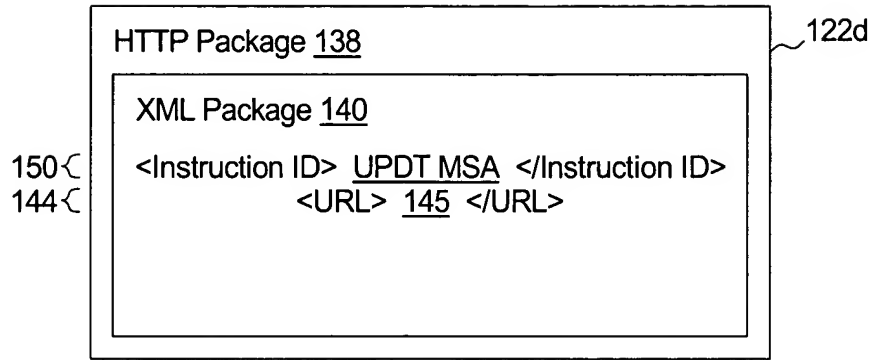 HTTP Package 138
122d
XML Package 140
150{ <Instruction ID> UPDT MSA </Instruction ID>
144{ <URL> 145 </URL>